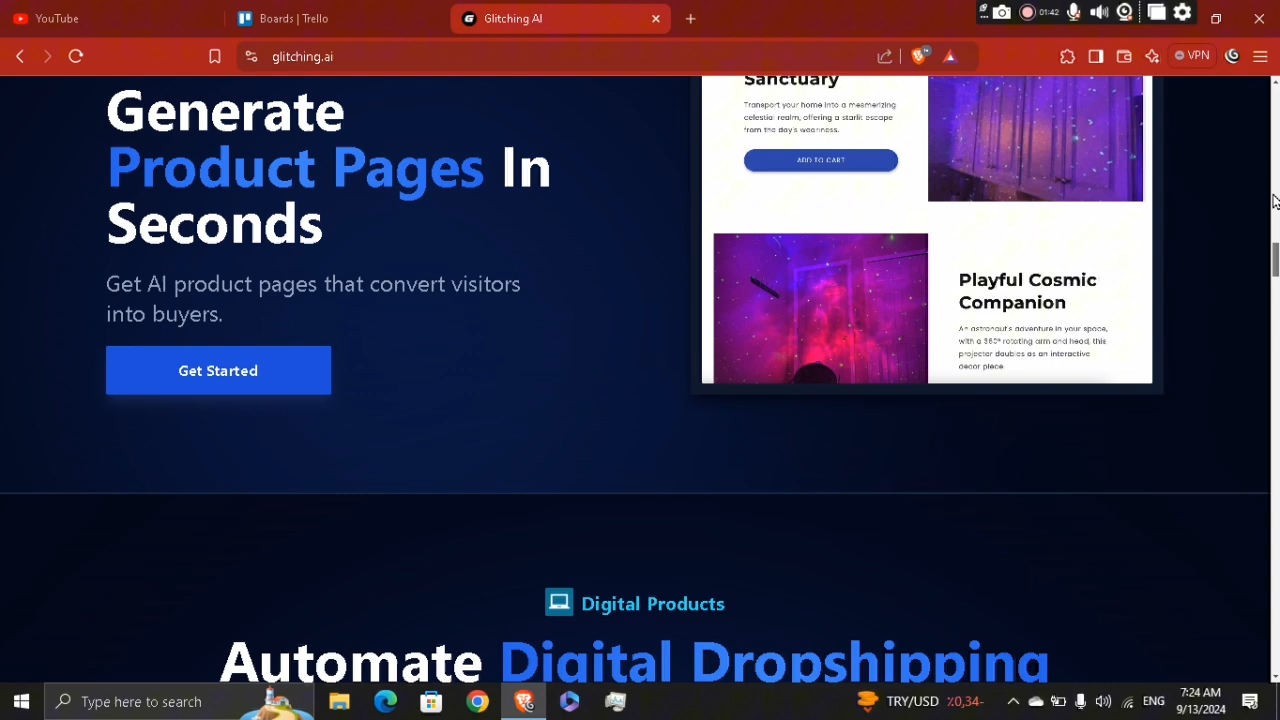 YouTube
Boards | Trello
Glitching AI
01:42
glitching.ai
VPN
Generate
Product Pages In
Seconds
Get AI product pages that convert visitors
into buyers.
Get Started
Sanctuary
Transport your home into a mesmerizing
celestial realm, offering a starlit escape
from the day's weariness.
ADD TO CART
Playful Cosmic
Companion
An astronaut's adventure in your space,
with a 360° rotating arm and head, this
projector doubles as an interactive
decor piece.
Digital Products
Automate Digital Dropshipping
Type here to search
TRY/USD %0,34-
ENG
7:24 AM
9/13/2024